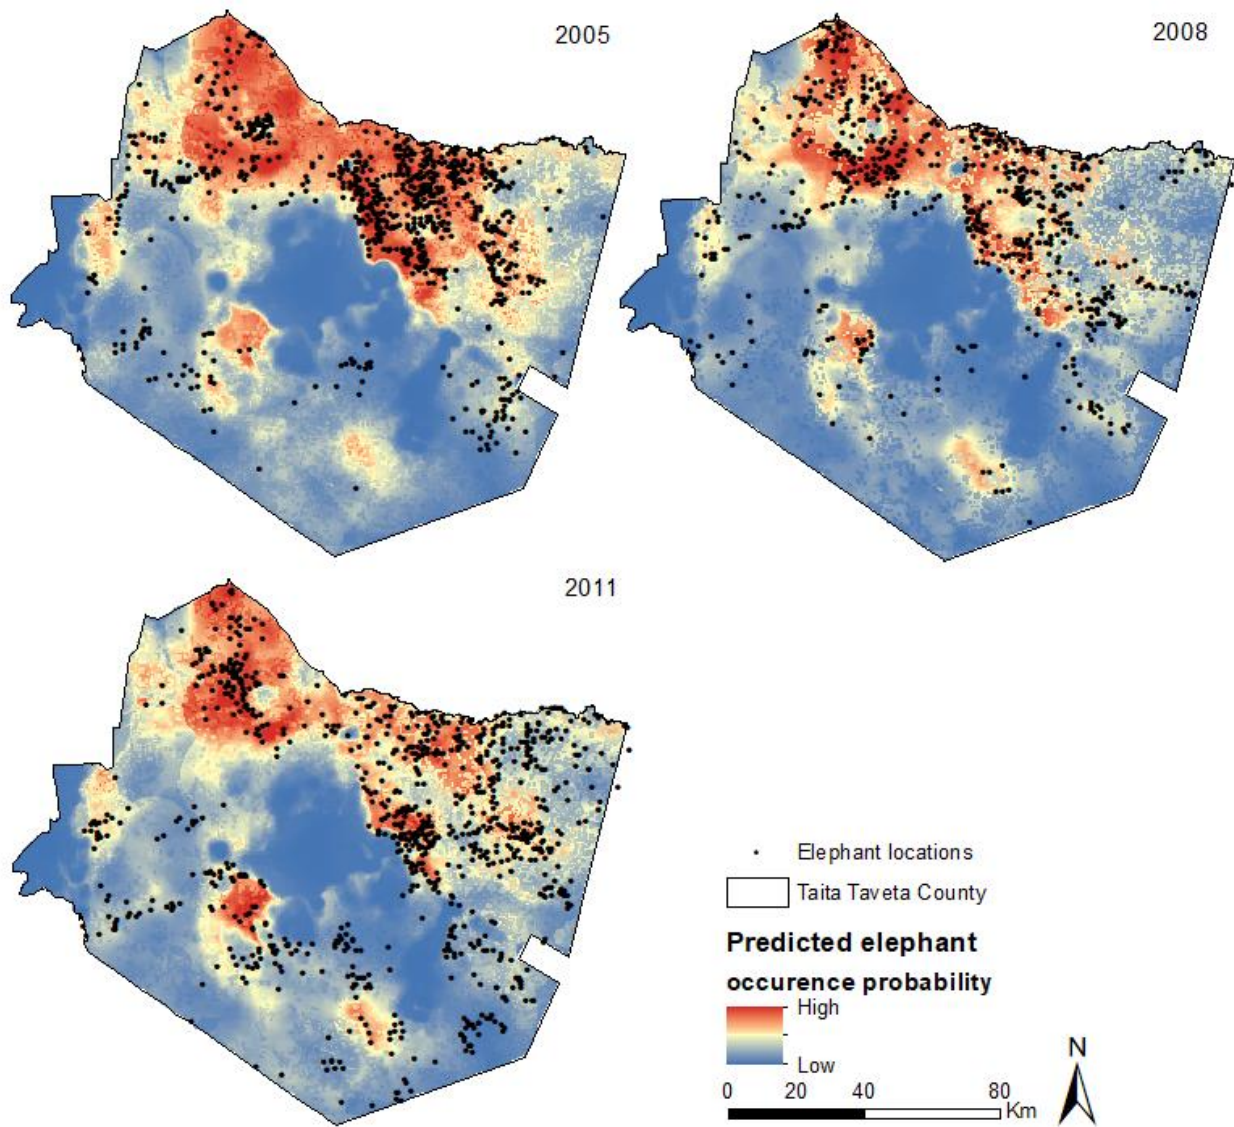 2005
2008
2011
Elephant locations
Taita Taveta County
Predicted elephant
occurence probability
High
Low
N
0 20 40 80
Km